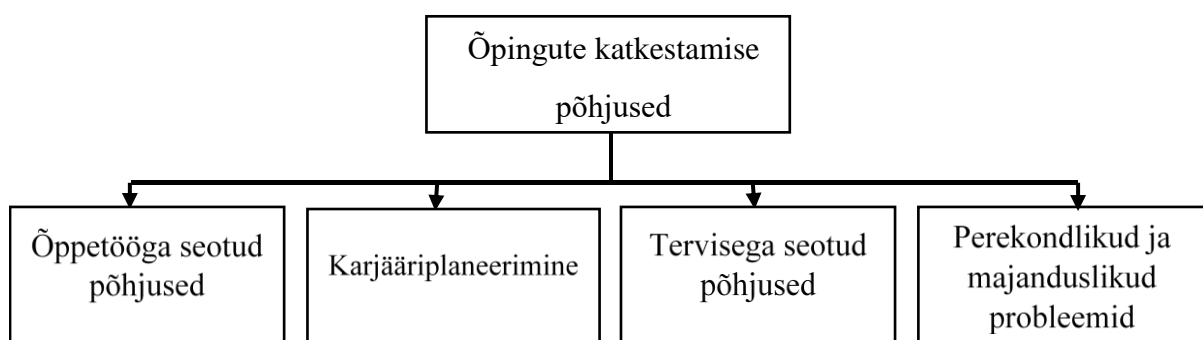 Õpingute katkestamise
põhjused
Õppetööga seotud
põhjused
Karjääriplaneerimine
Tervisega seotud
põhjused
Perekondlikud ja
majanduslikud
probleemid